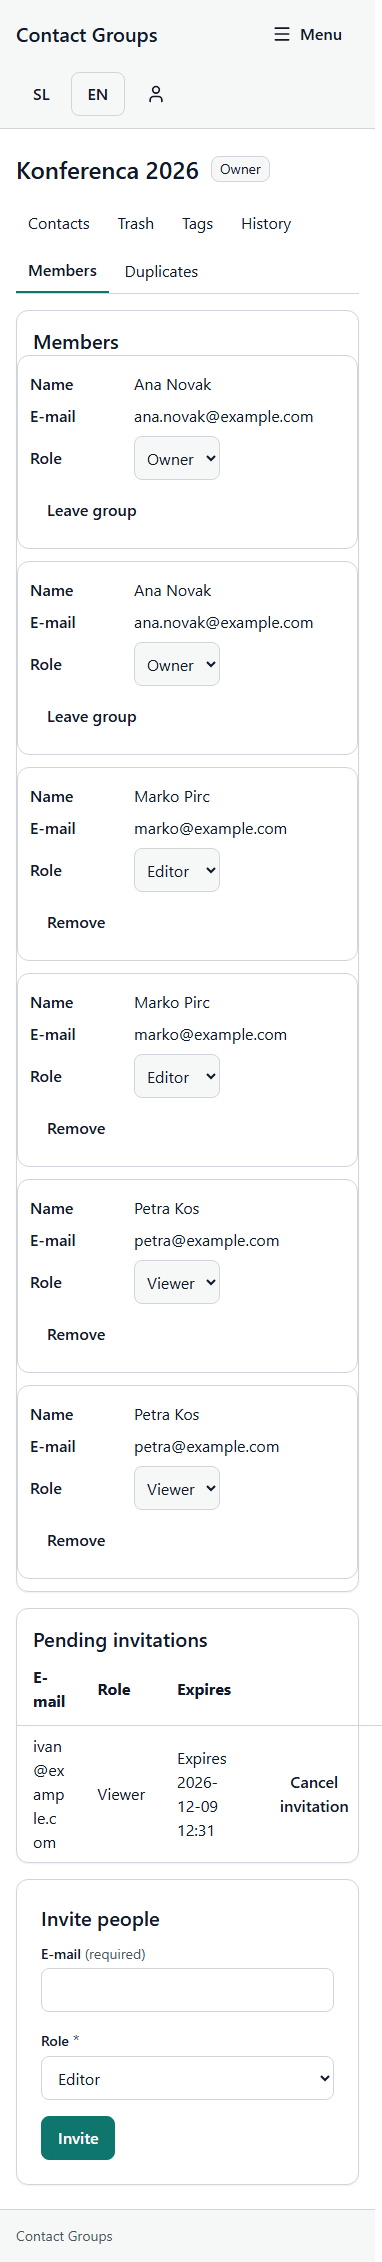 Contact Groups
Menu
SL
EN
Konferenca 2026
Owner
Contacts
Trash
Tags
History
Members
Duplicates
Members
Name
Ana Novak
E-mail
ana.novak@example.com
Role
Owner
Leave group
Name
Ana Novak
E-mail
ana.novak@example.com
Role
Owner
Leave group
Name
Marko Pirc
E-mail
marko@example.com
Role
Editor
Remove
Name
Marko Pirc
E-mail
marko@example.com
Role
Editor
Remove
Name
Petra Kos
E-mail
petra@example.com
Role
Viewer
Remove
Name
Petra Kos
E-mail
petra@example.com
Role
Viewer
Remove
Pending invitations
E-
mail
Role
Expires
ivan
@ex
amp
le.c
om
Viewer
Expires
2026-
12-09
12:31
Cancel
invitation
Invite people
E-mail (required)
Role *
Editor
Invite
Contact Groups